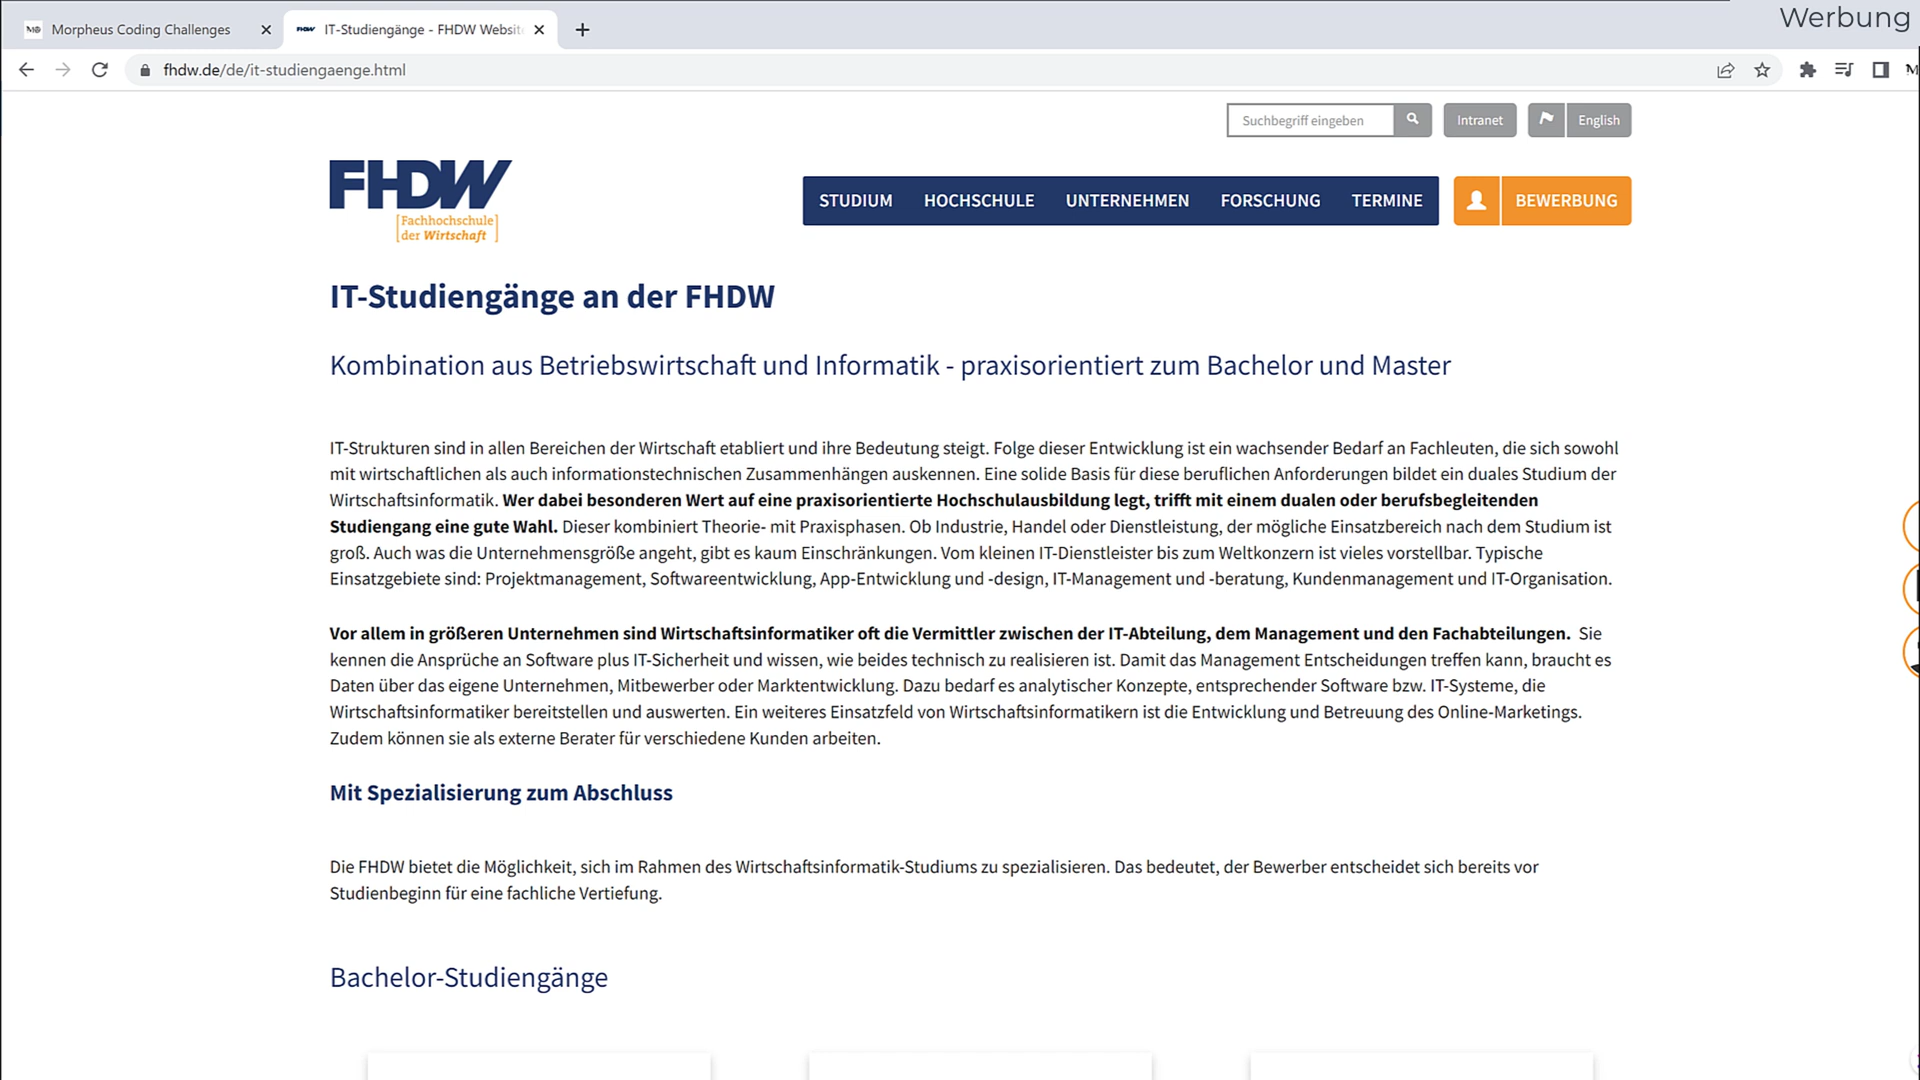 Werbung
Morpheus Coding Challenges
IT-Studiengänge - FHDW Website
fhdw.de/de/it-studiengaenge.html
Suchbegriff eingeben
Intranet
English
FHDW
[Fachhochschule
der Wirtschaft]
STUDIUM HOCHSCHULE UNTERNEHMEN FORSCHUNG TERMINE BEWERBUNG
IT-Studiengänge an der FHDW
Kombination aus Betriebswirtschaft und Informatik - praxisorientiert zum Bachelor und Master
IT-Strukturen sind in allen Bereichen der Wirtschaft etabliert und ihre Bedeutung steigt. Folge dieser Entwicklung ist ein wachsender Bedarf an Fachleuten, die sich sowohl
mit wirtschaftlichen als auch informationstechnischen Zusammenhängen auskennen. Eine solide Basis für diese beruflichen Anforderungen bildet ein duales Studium der
Wirtschaftsinformatik. Wer dabei besonderen Wert auf eine praxisorientierte Hochschulausbildung legt, trifft mit einem dualen oder berufsbegleitenden
Studiengang eine gute Wahl. Dieser kombiniert Theorie- mit Praxisphasen. Ob Industrie, Handel oder Dienstleistung, der mögliche Einsatzbereich nach dem Studium ist
groß. Auch was die Unternehmensgröße angeht, gibt es kaum Einschränkungen. Vom kleinen IT-Dienstleister bis zum Weltkonzern ist vieles vorstellbar. Typische
Einsatzgebiete sind: Projektmanagement, Softwareentwicklung, App-Entwicklung und -design, IT-Management und -beratung, Kundenmanagement und IT-Organisation.
Vor allem in größeren Unternehmen sind Wirtschaftsinformatiker oft die Vermittler zwischen der IT-Abteilung, dem Management und den Fachabteilungen. Sie
kennen die Ansprüche an Software plus IT-Sicherheit und wissen, wie beides technisch zu realisieren ist. Damit das Management Entscheidungen treffen kann, braucht es
Daten über das eigene Unternehmen, Mitbewerber oder Marktentwicklung. Dazu bedarf es analytischer Konzepte, entsprechender Software bzw. IT-Systeme, die
Wirtschaftsinformatiker bereitstellen und auswerten. Ein weiteres Einsatzfeld von Wirtschaftsinformatikern ist die Entwicklung und Betreuung des Online-Marketings.
Zudem können sie als externe Berater für verschiedene Kunden arbeiten.
Mit Spezialisierung zum Abschluss
Die FHDW bietet die Möglichkeit, sich im Rahmen des Wirtschaftsinformatik-Studiums zu spezialisieren. Das bedeutet, der Bewerber entscheidet sich bereits vor
Studienbeginn für eine fachliche Vertiefung.
Bachelor-Studiengänge